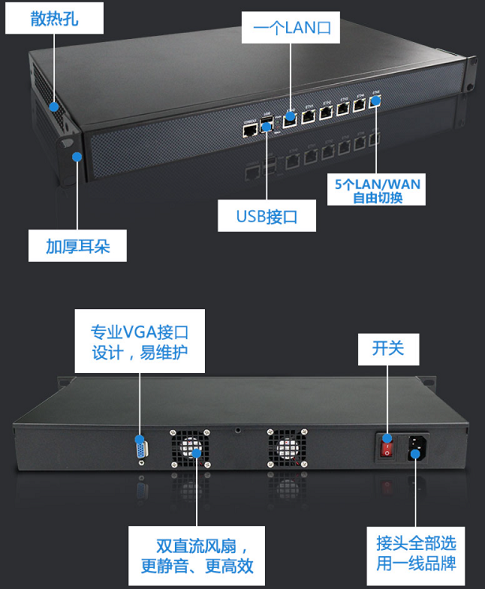 散热孔
一个LAN口
5个LAN/WAN
自由切换
USB接口
加厚耳朵
专业VGA接口
设计，易维护
开关
双直流风扇，
更静音、更高效
接头全部选
用一线品牌